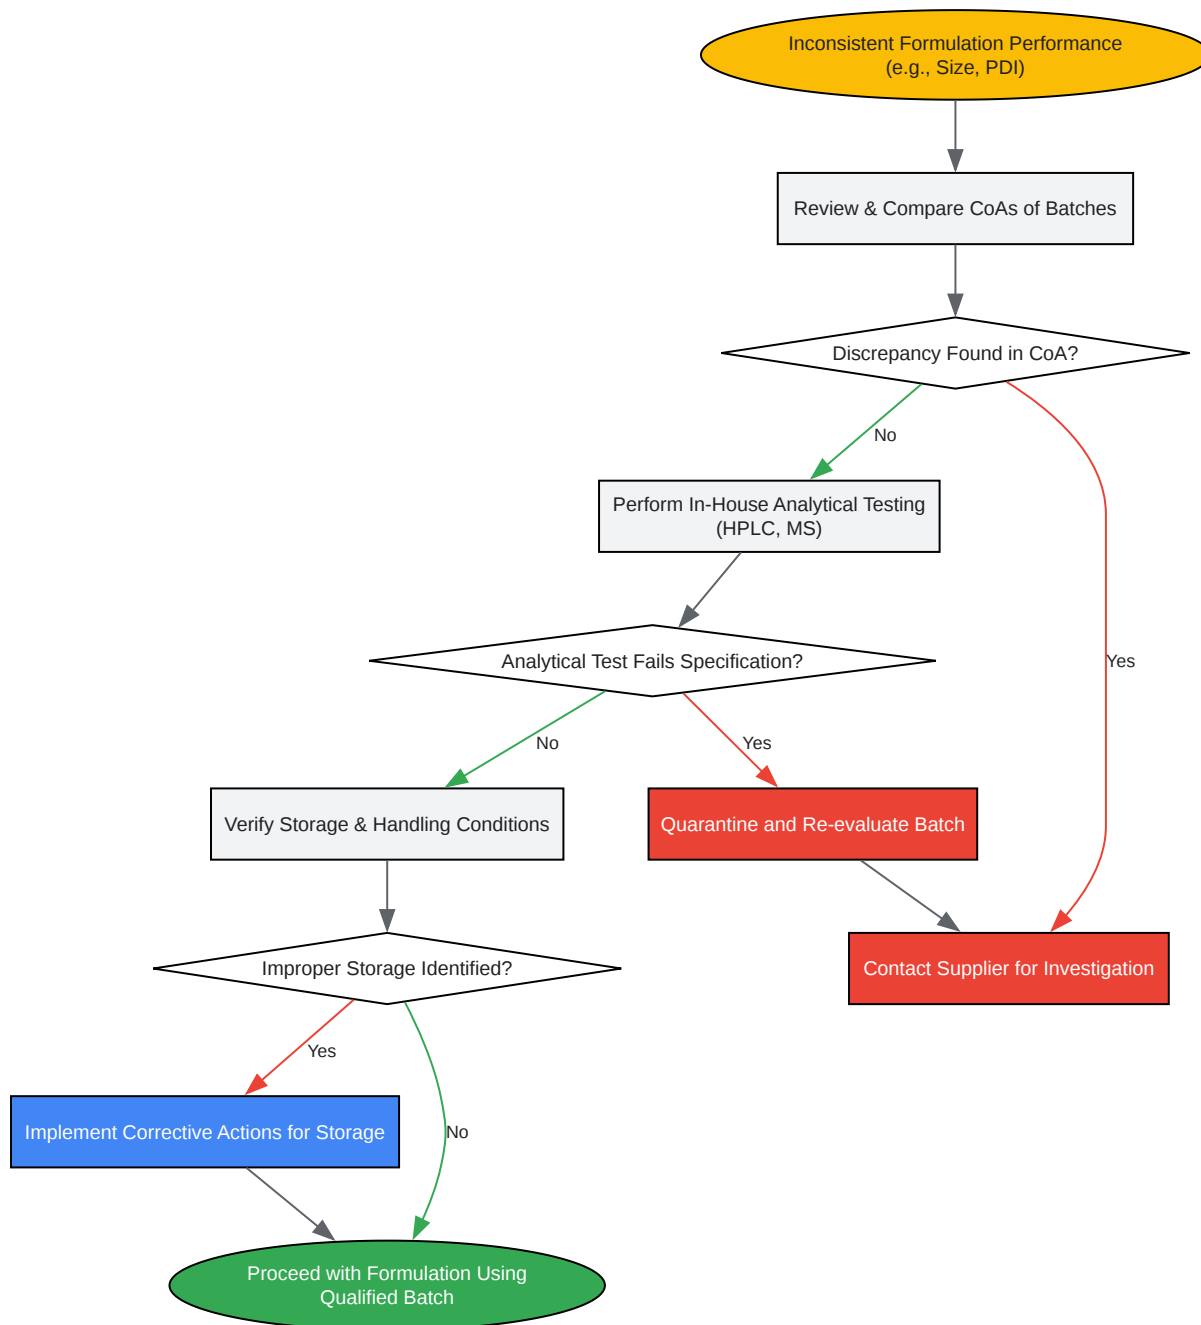 Inconsistent Formulation Performance
(e.g., Size, PDI)
Review & Compare CoAs of Batches
Discrepancy Found in CoA?
No
Perform In-House Analytical Testing
(HPLC, MS)
Analytical Test Fails Specification?
Yes
No
Yes
Verify Storage & Handling Conditions
Quarantine and Re-evaluate Batch
Improper Storage Identified?
Contact Supplier for Investigation
Yes
Implement Corrective Actions for Storage
No
Proceed with Formulation Using
Qualified Batch